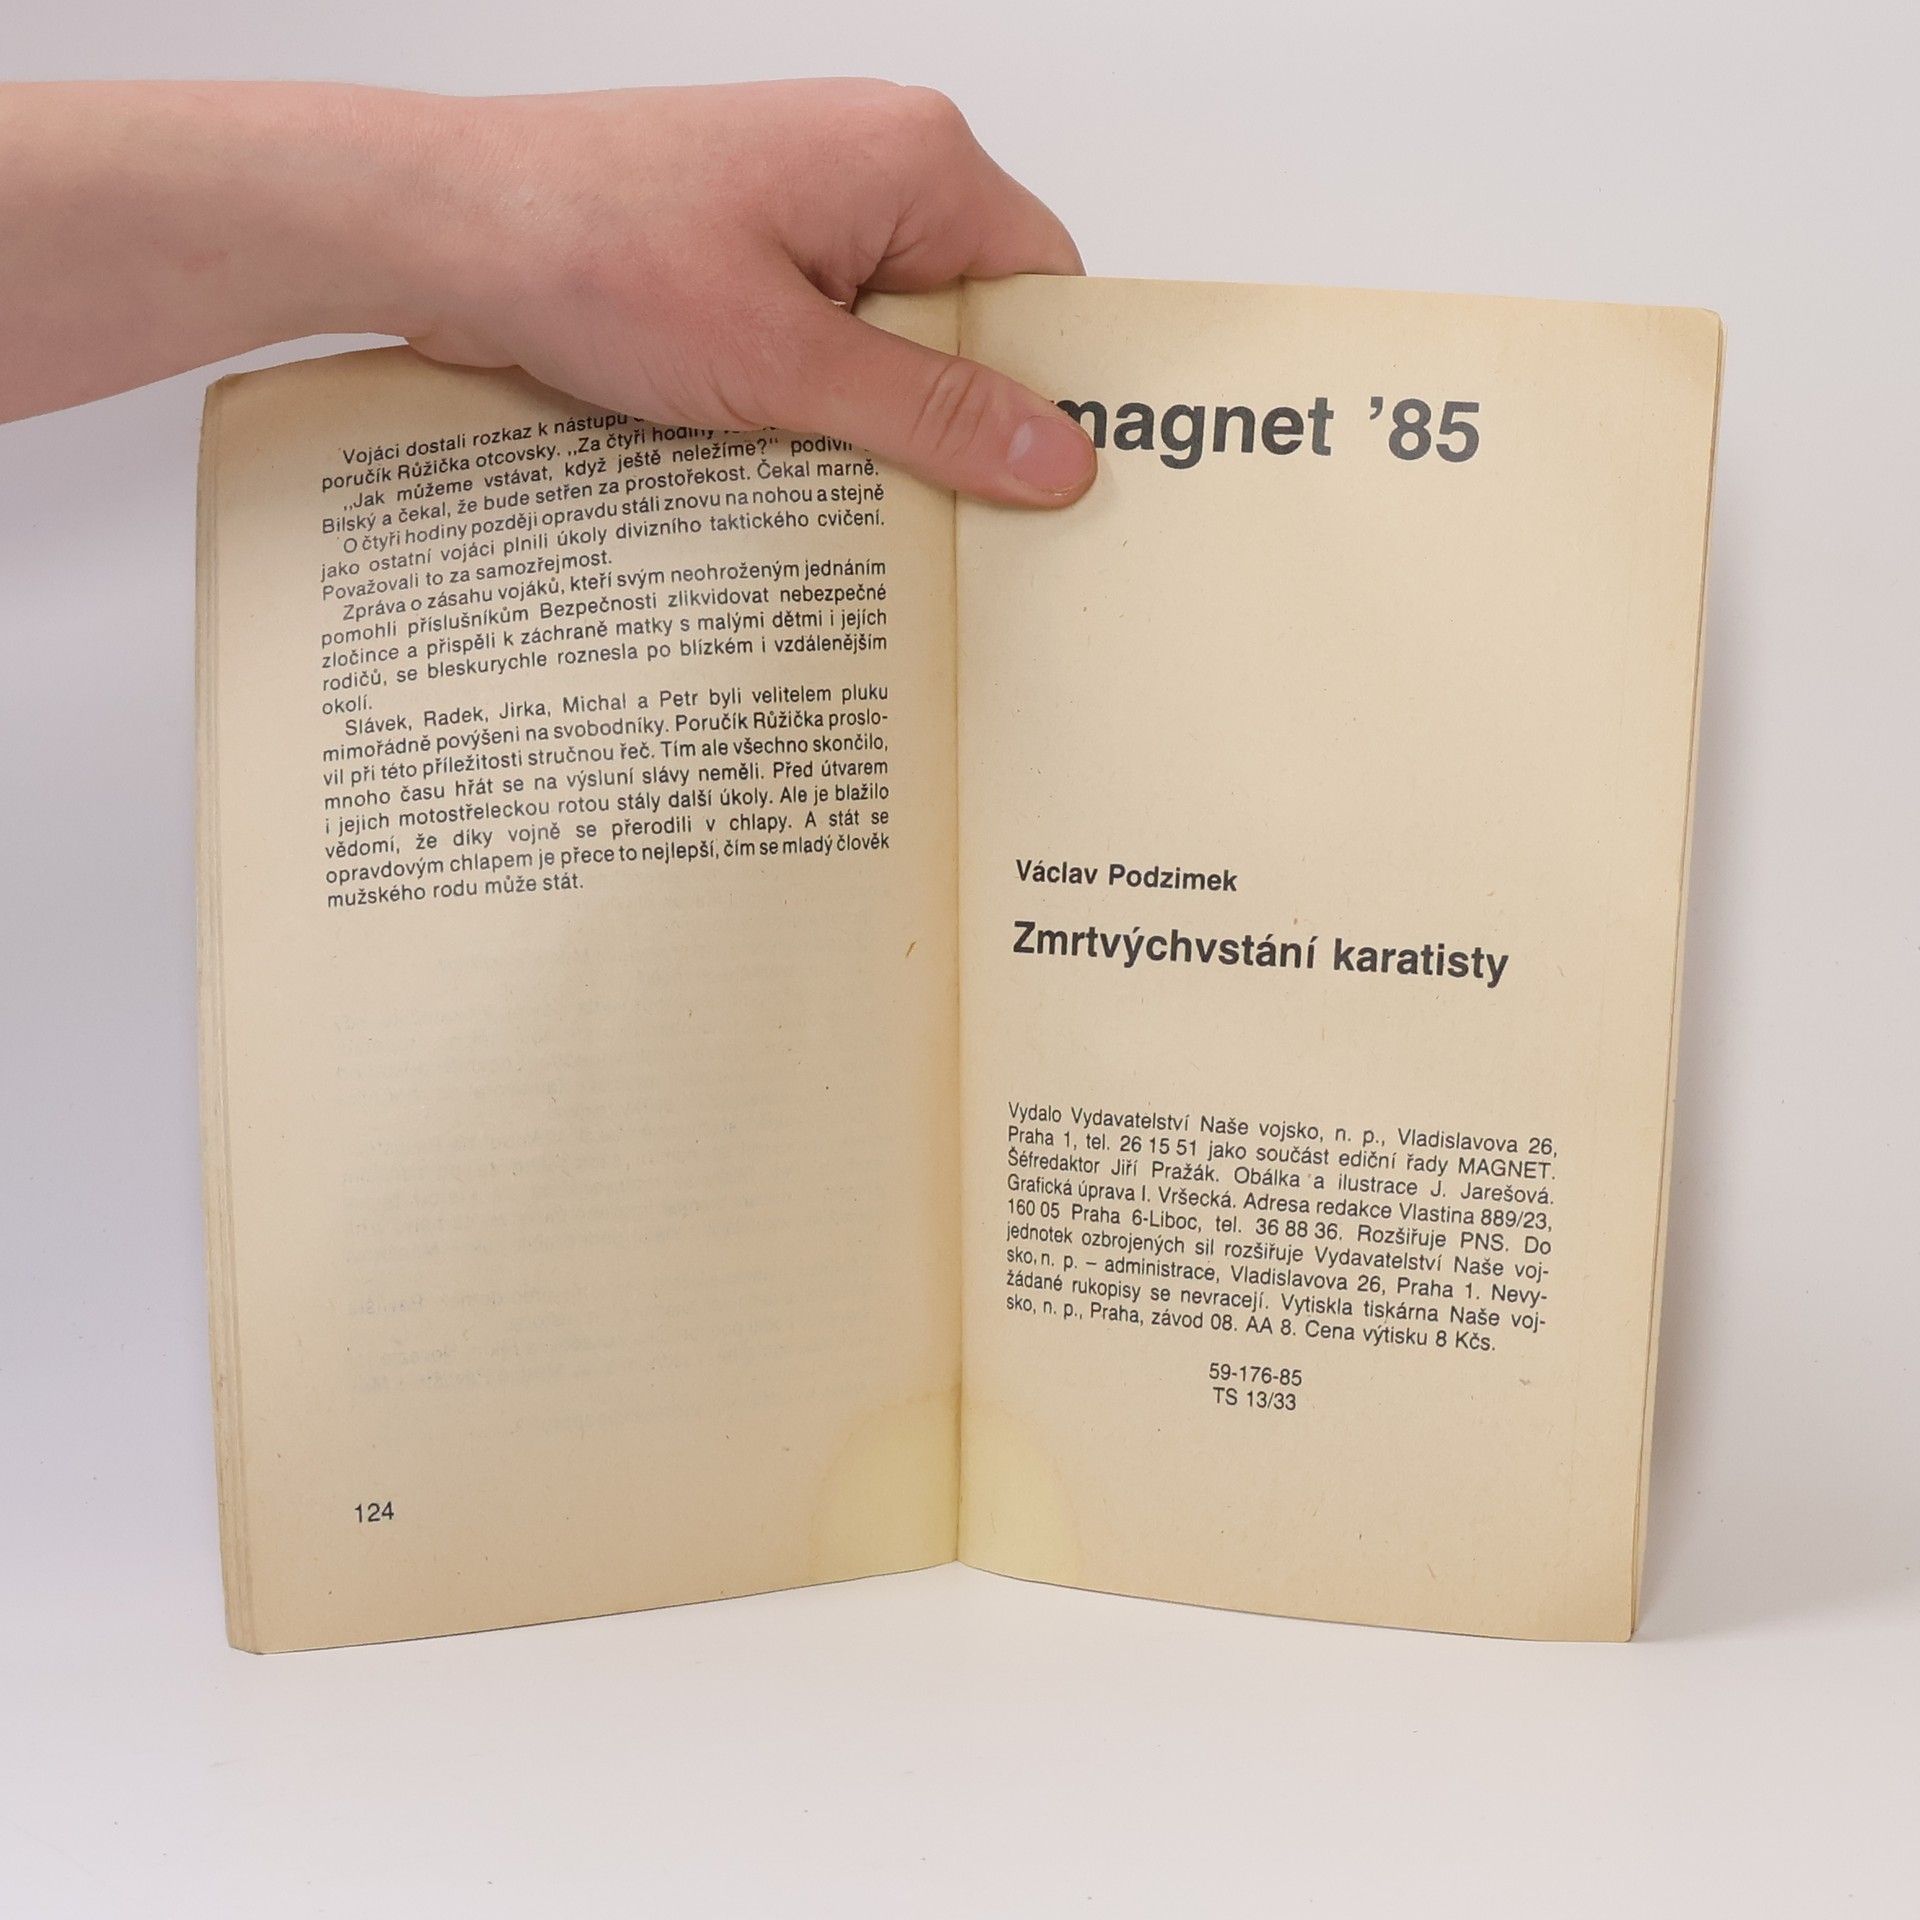 Vojáci dostali rozkaz k nástupu
poručík Růžička otcovsky. „Za čtyři hodiny
„Jak můžeme vstávat, když ještě neležíme?“ podivil
Bílský a čekal, že bude setřen za prostořekost. Čekal marně.
O čtyři hodiny později opravdu stáli znovu na nohou a stejně
jako ostatní vojáci plnili úkoly divizního taktického cvičení.
Považovali to za samozřejmost.
Zpráva o zásahu vojáků, kteří svým neohroženým jednáním
pomohli příslušníkům Bezpečnosti zlikvidovat nebezpečné
zločince a přispěli k záchraně matky s malými dětmi i jejích
rodičů, se bleskurychle roznesla po blízkém i vzdálenějším
okolí.
Slávek, Radek, Jirka, Michal a Petr byli velitelem pluku
mimořádně povýšeni na svobodníky. Poručík Růžička proslo-
vil při této příležitosti stručnou řeč. Tím ale všechno skončilo,
mnoho času hřát se na výsluní slávy neměli. Před útvarem
i jejich motostřeleckou rotou stály další úkoly. Ale je blažilo
vědomí, že díky vojně se přerodili v chlapy. A stát se
opravdovým chlapem je přece to nejlepší, čím se mladý člověk
mužského rodu může stát.
124
magnet ’85
Václav Podzimek
Zmrtvýchvstání karatisty
Vydalo Vydavatelství Naše vojsko, n. p., Vladislavova 26,
Praha 1, tel. 26 15 51 jako součást ediční řady MAGNET.
Šéfredaktor Jiří Pražák. Obálka a ilustrace J. Jarešová.
Grafická úprava I. Vršecká. Adresa redakce Vlastina 889/23,
160 05 Praha 6-Liboc, tel. 36 88 36. Rozšiřuje PNS. Do
jednotek ozbrojených sil rozšiřuje Vydavatelství Naše voj-
sko, n. p. – administrace, Vladislavova 26, Praha 1. Nevy-
žádané rukopisy se nevracejí. Vytiskla tiskárna Naše voj-
sko, n. p., Praha, závod 08. AA 8. Cena výtisku 8 Kčs.
59-176-85
TS 13/33